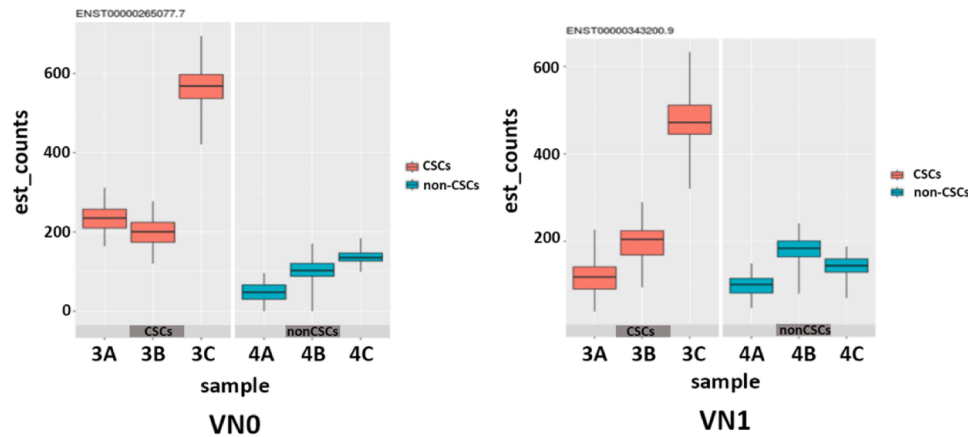 ENST00000265077.7
est_counts
600
400
200
0
CSCs
nonCSCs
3A 3B 3C 4A 4B 4C
sample
VN0
CSCs
non-CSCs
ENST00000343200.9
est_counts
600
400
200
CSCs
nonCSCs
3A 3B 3C 4A 4B 4C
sample
VN1
CSCs
non-CSCs